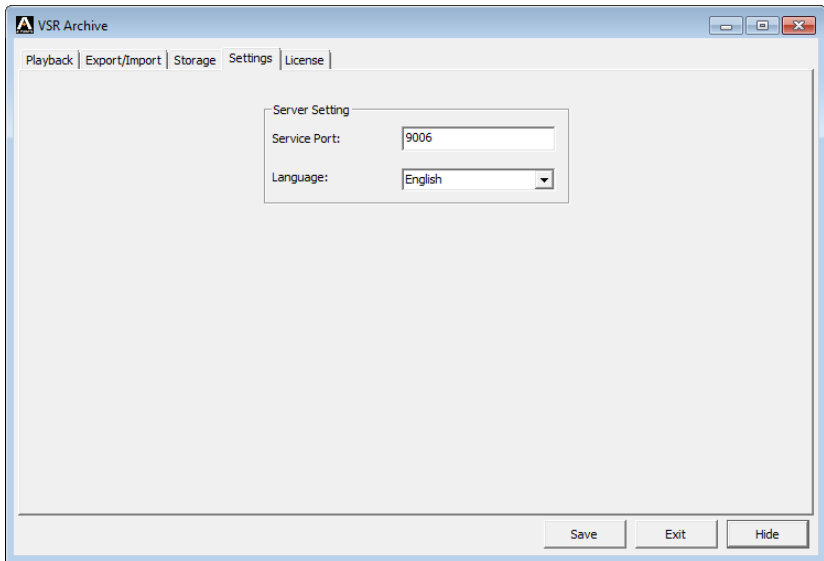 VSR Archive
Playback Export/Import Storage Settings License
Server Setting
Service Port: 9006
Language: English
Save Exit Hide